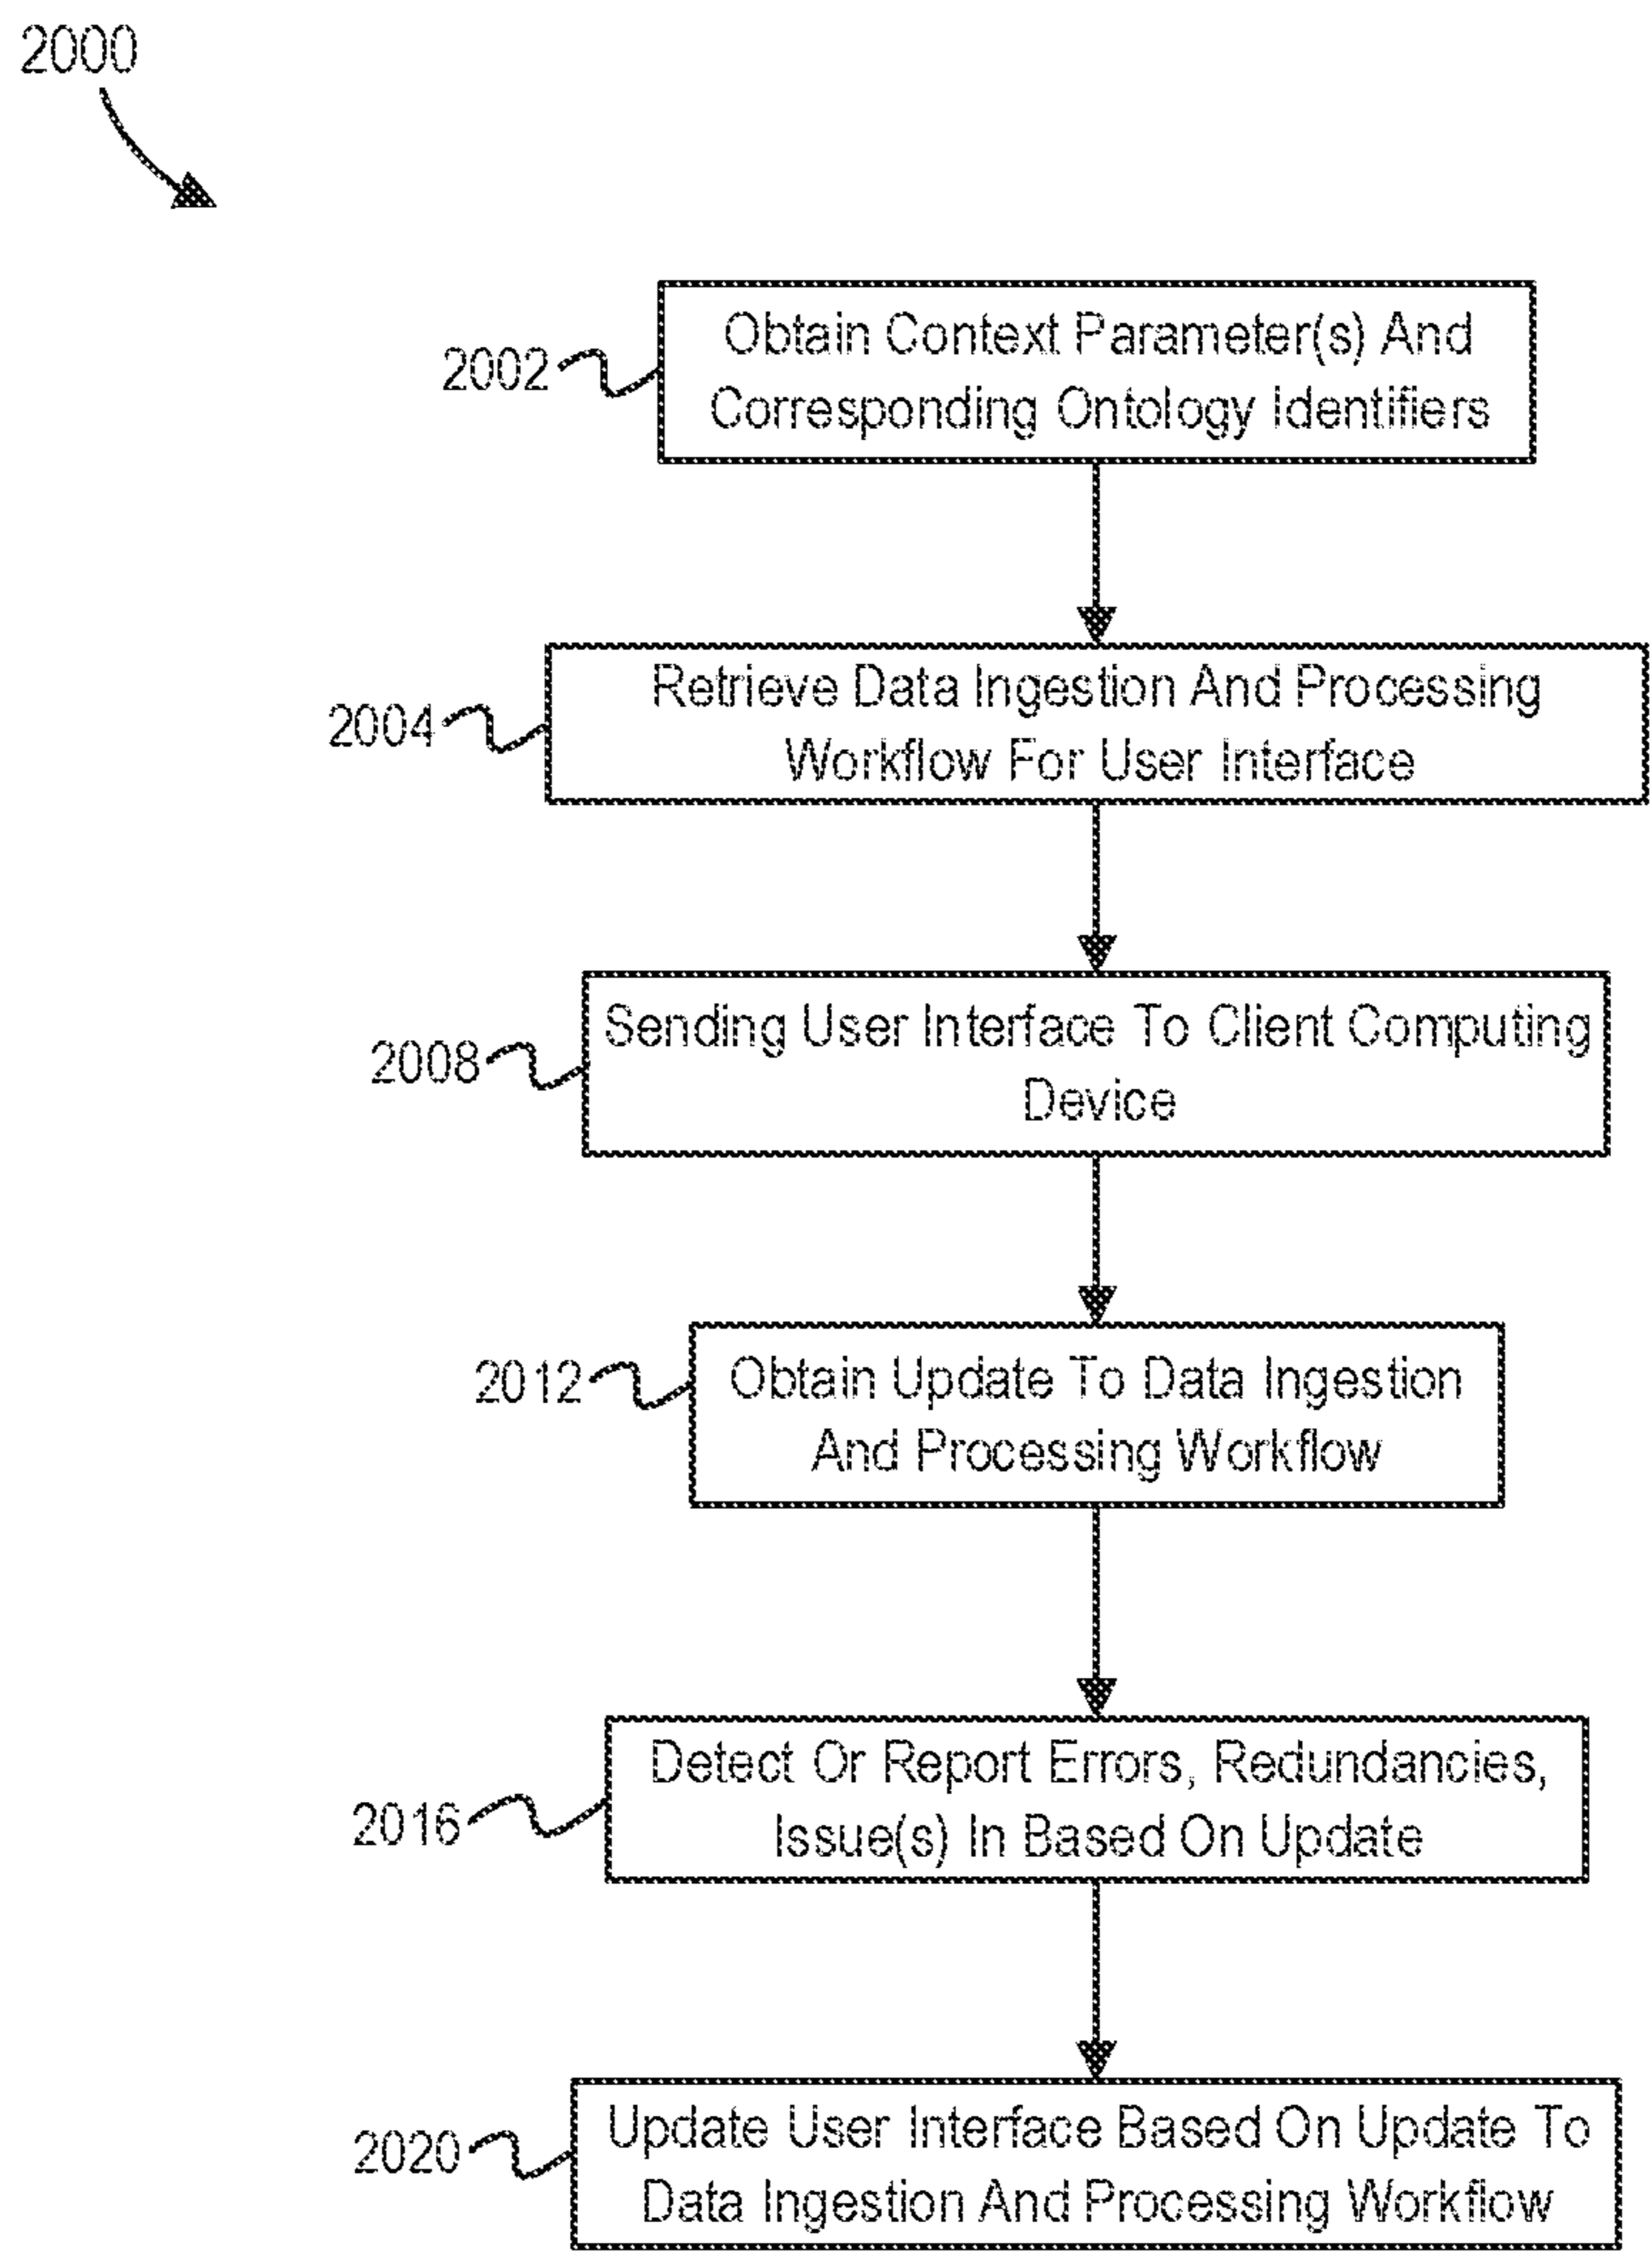 2000
2002
Obtain Context Parameter(s) And
Corresponding Ontology Identifiers
2004
Retrieve Data Ingestion And Processing
Workflow For User Interface
2008
Sending User Interface To Client Computing
Device
2012
Obtain Update To Data Ingestion
And Processing Workflow
2016
Detect Or Report Errors, Redundancies,
Issue(s) In Based On Update
2020
Update User Interface Based On Update To
Data Ingestion And Processing Workflow